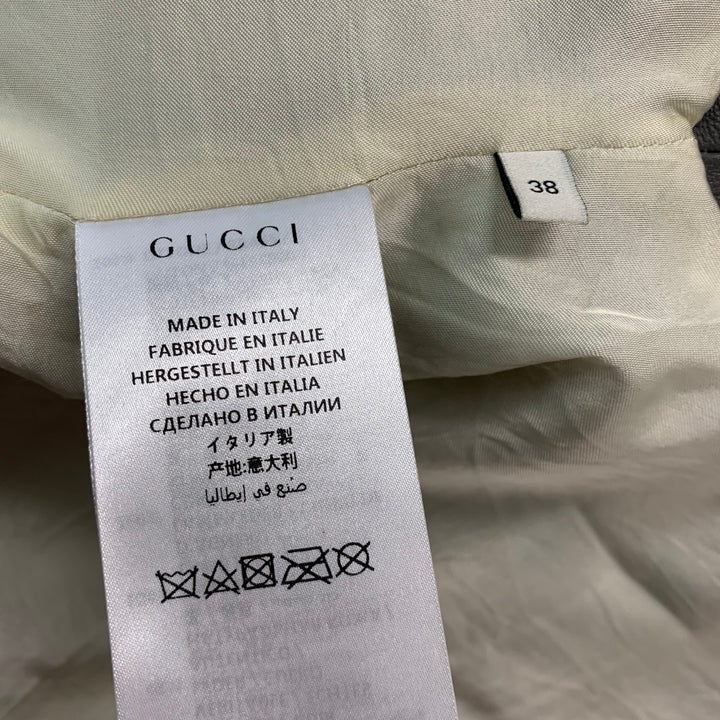 GUCCI
MADE IN ITALY
FABRIQUE EN ITALIE
HERGESTELLT IN ITALIEN
HECHO EN ITALIA
СДЕЛАНО В ИТАЛИИ
イタリア製
产地:意大利
صنع في إيطاليا
38